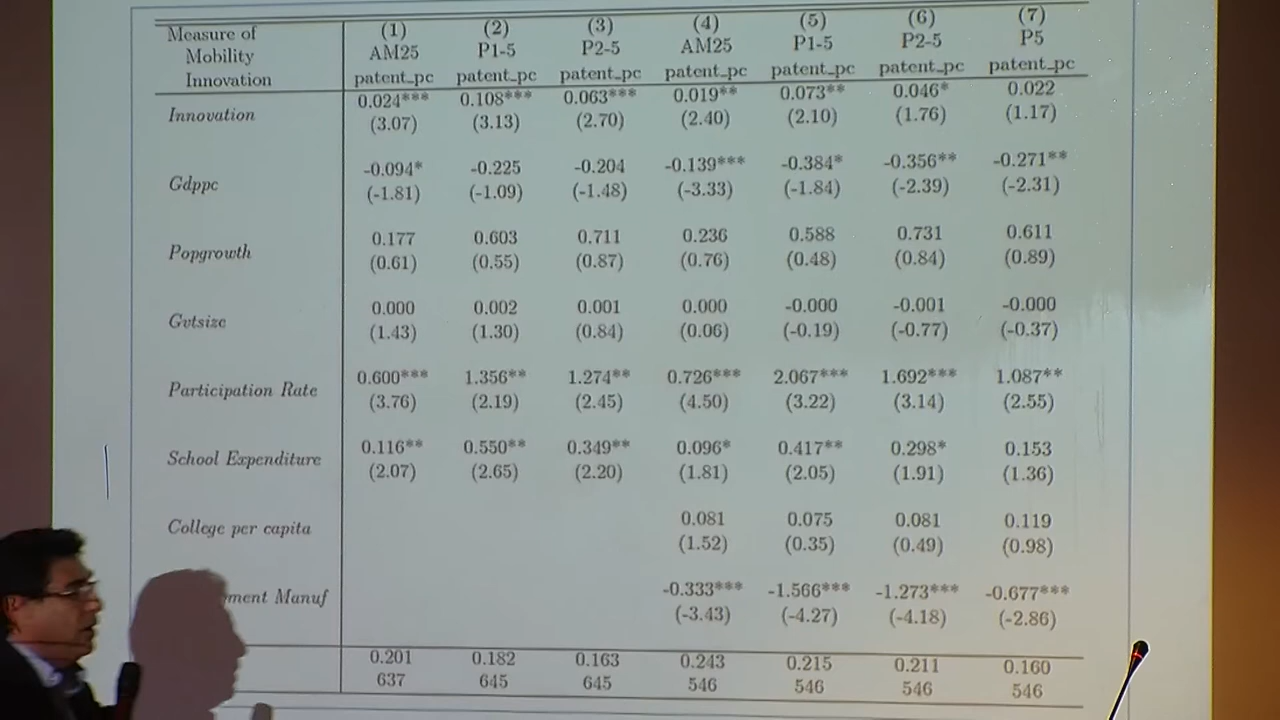 Measure of (1) (2) (3) (4) (5) (6) (7)
Mobility AM25 P1-5 P2-5 AM25 P1-5 P2-5 P5
Innovation patent_pc patent_pc patent_pc patent_pc patent_pc patent_pc patent_pc
Innovation 0.024*** 0.108*** 0.063*** 0.019** 0.073** 0.046* 0.022
(3.07) (3.13) (2.70) (2.40) (2.10) (1.76) (1.17)
Gdppc -0.094* -0.225 -0.204 -0.139*** -0.384* -0.356** -0.271**
(-1.81) (-1.09) (-1.48) (-3.33) (-1.84) (-2.39) (-2.31)
Popgrowth 0.177 0.603 0.711 0.236 0.588 0.731 0.611
(0.61) (0.55) (0.87) (0.76) (0.48) (0.84) (0.89)
Gvtsize 0.000 0.002 0.001 0.000 -0.000 -0.001 -0.000
(1.43) (1.30) (0.84) (0.06) (-0.19) (-0.77) (-0.37)
Participation Rate 0.600*** 1.356** 1.274** 0.726*** 2.067*** 1.692*** 1.087**
(3.76) (2.19) (2.45) (4.50) (3.22) (3.14) (2.55)
School Expenditure 0.116** 0.550** 0.349** 0.096* 0.417** 0.298* 0.153
(2.07) (2.65) (2.20) (1.81) (2.05) (1.91) (1.36)
College per capita 0.081 0.075 0.081 0.119
(1.52) (0.35) (0.49) (0.98)
ment Manuf -0.333*** -1.566*** -1.273*** -0.677***
(-3.43) (-4.27) (-4.18) (-2.86)
0.201 0.182 0.163 0.243 0.215 0.211 0.160
637 645 645 546 546 546 546